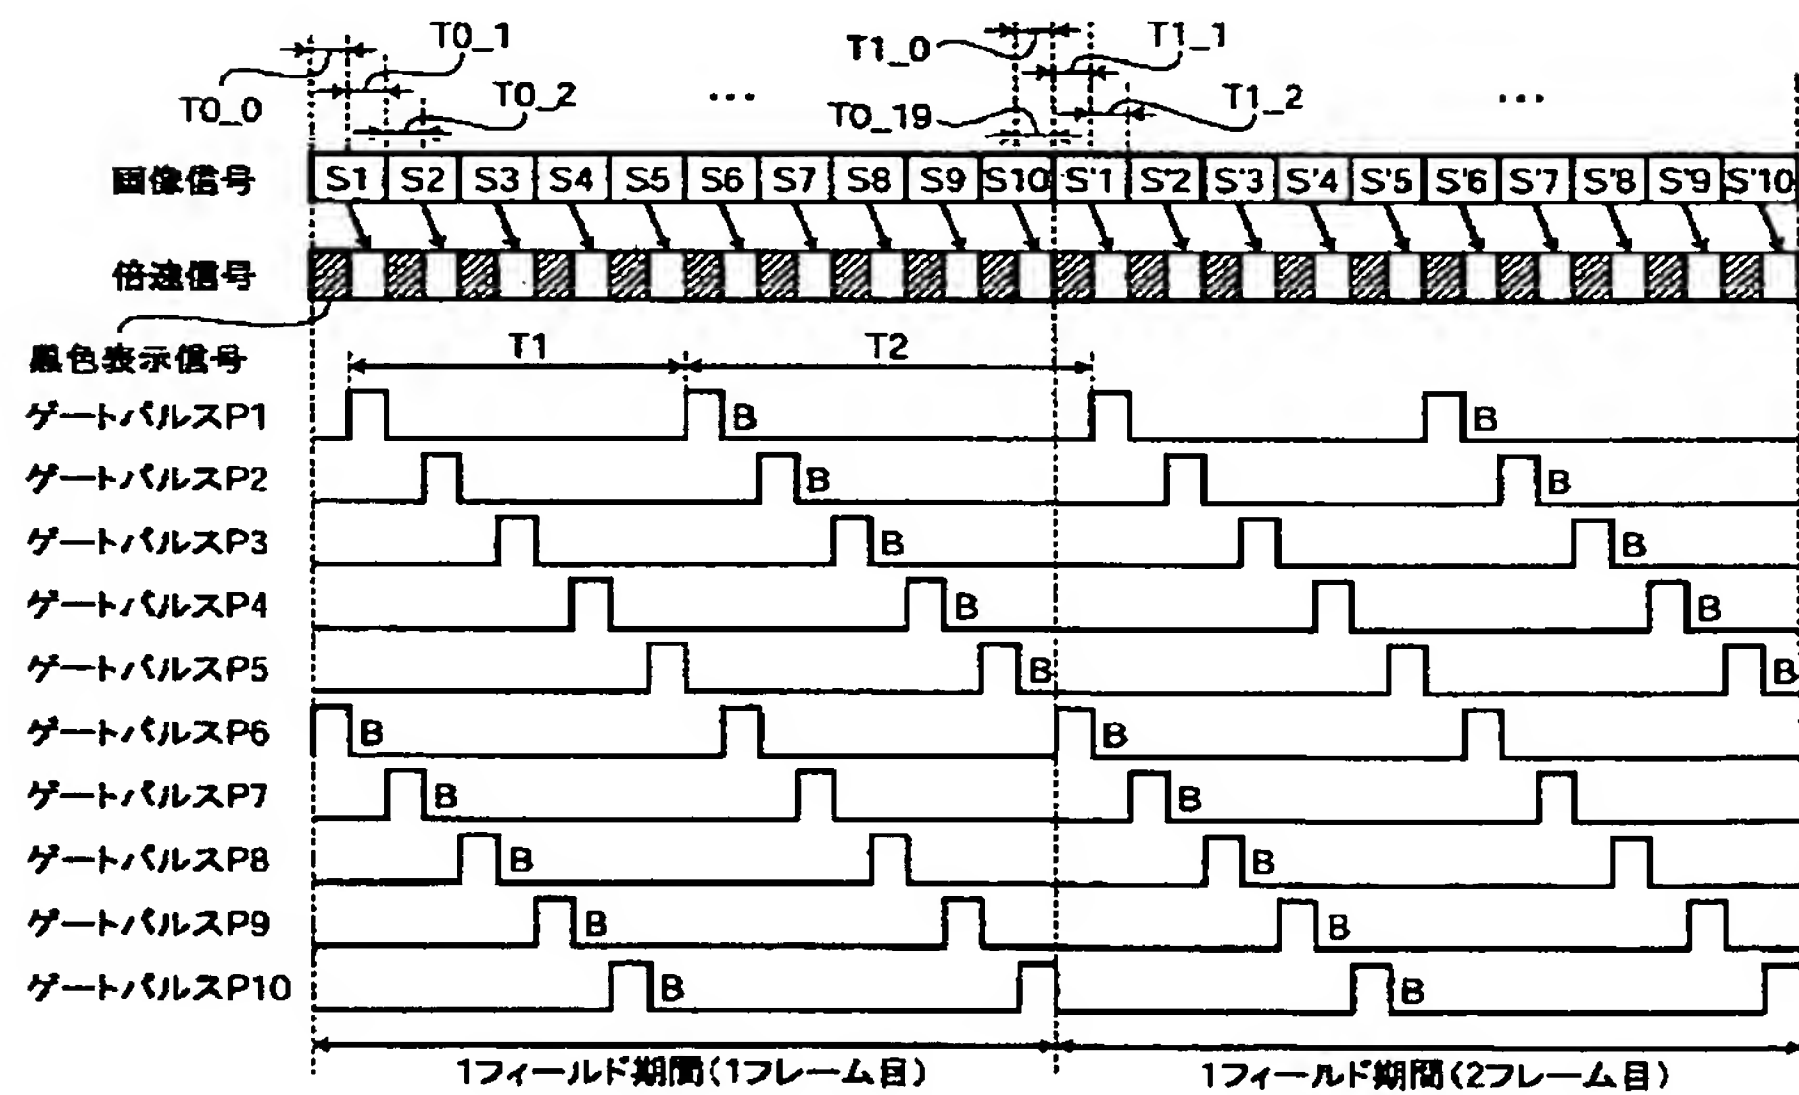 T0_1 T1_0 T1_1
T0_0 T0_2 ... T0_19 T1_2 ...
画像信号 S1 S2 S3 S4 S5 S6 S7 S8 S9 S10 S'1 S'2 S'3 S'4 S'5 S'6 S'7 S'8 S'9 S'10
倍速信号
黒色表示信号 T1 T2
ゲートパルスP1 B B
ゲートパルスP2 B B
ゲートパルスP3 B B
ゲートパルスP4 B B
ゲートパルスP5 B B
ゲートパルスP6 B B
ゲートパルスP7 B B
ゲートパルスP8 B B
ゲートパルスP9 B B
ゲートパルスP10 B B
1フィールド期間(1フレーム目) 1フィールド期間(2フレーム目)